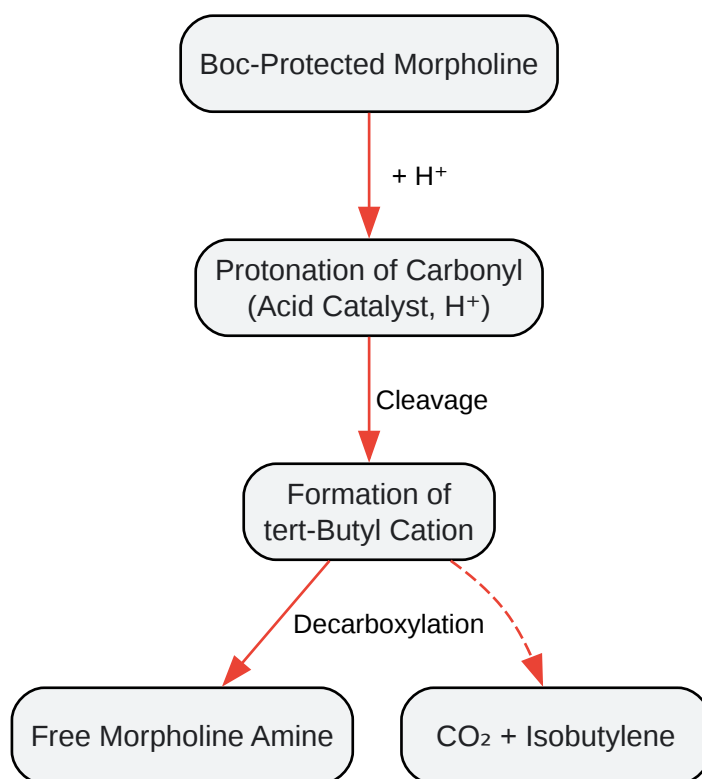 Boc-Protected Morpholine
+ H⁺
Protonation of Carbonyl
(Acid Catalyst, H⁺)
Cleavage
Formation of
tert-Butyl Cation
Decarboxylation
Free Morpholine Amine
CO₂ + Isobutylene